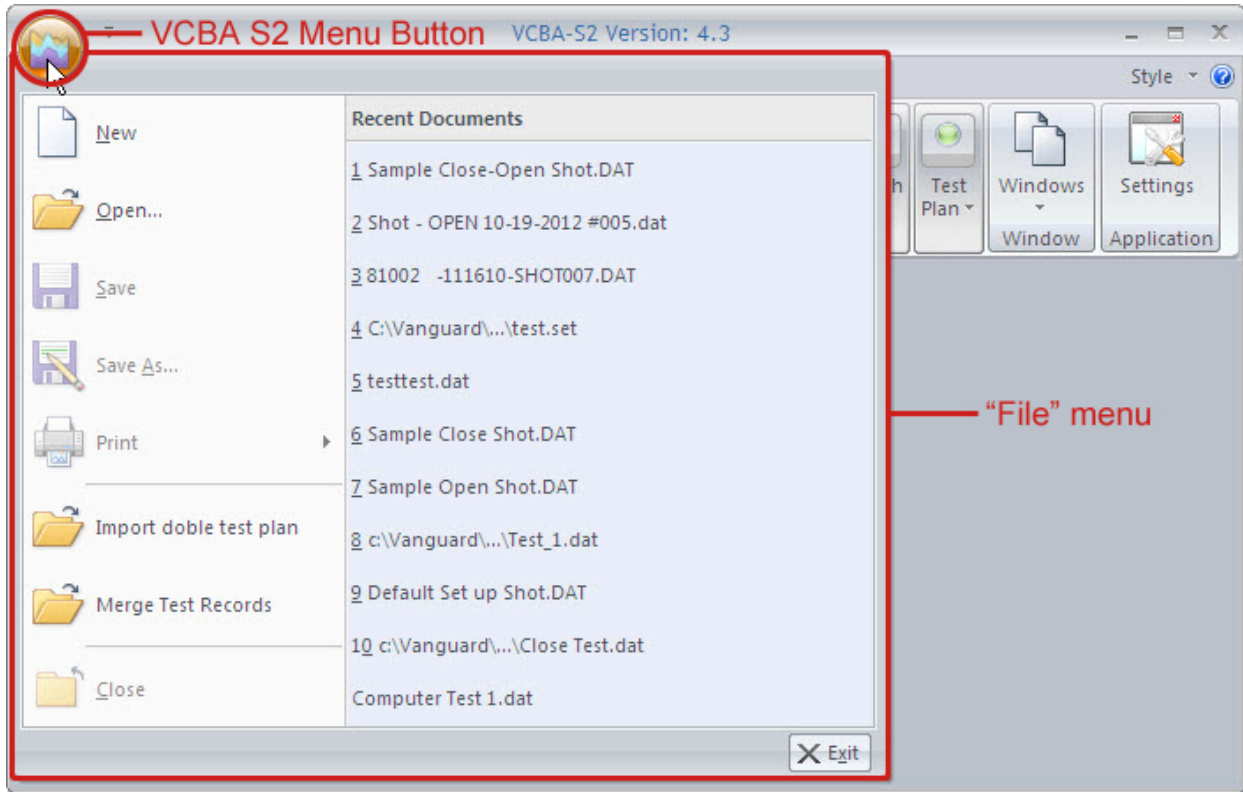 VCBA S2 Menu Button
VCBA-S2 Version: 4.3
Style
New
Open...
Save
Save As...
Print
Import doble test plan
Merge Test Records
Close
Recent Documents
1 Sample Close-Open Shot.DAT
2 Shot - OPEN 10-19-2012 #005.dat
3 81002   -111610-SHOT007.DAT
4 C:\Vanguard\...\test.set
5 testtest.dat
6 Sample Close Shot.DAT
7 Sample Open Shot.DAT
8 c:\Vanguard\...\Test_1.dat
9 Default Set up Shot.DAT
10 c:\Vanguard\...\Close Test.dat
Computer Test 1.dat
Exit
Test
Plan
Windows
Window
Settings
Application
“File” menu